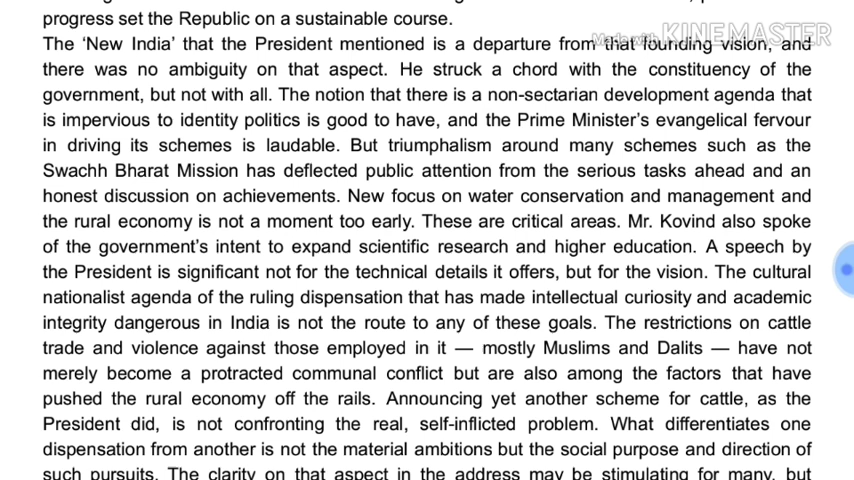 progress set the Republic on a sustainable course.
Made with KINEMASTER
The ‘New India’ that the President mentioned is a departure from that founding vision, and
there was no ambiguity on that aspect. He struck a chord with the constituency of the
government, but not with all. The notion that there is a non-sectarian development agenda that
is impervious to identity politics is good to have, and the Prime Minister’s evangelical fervour
in driving its schemes is laudable. But triumphalism around many schemes such as the
Swachh Bharat Mission has deflected public attention from the serious tasks ahead and an
honest discussion on achievements. New focus on water conservation and management and
the rural economy is not a moment too early. These are critical areas. Mr. Kovind also spoke
of the government’s intent to expand scientific research and higher education. A speech by
the President is significant not for the technical details it offers, but for the vision. The cultural
nationalist agenda of the ruling dispensation that has made intellectual curiosity and academic
integrity dangerous in India is not the route to any of these goals. The restrictions on cattle
trade and violence against those employed in it — mostly Muslims and Dalits — have not
merely become a protracted communal conflict but are also among the factors that have
pushed the rural economy off the rails. Announcing yet another scheme for cattle, as the
President did, is not confronting the real, self-inflicted problem. What differentiates one
dispensation from another is not the material ambitions but the social purpose and direction of
such pursuits. The clarity on that aspect in the address may be stimulating for many, but